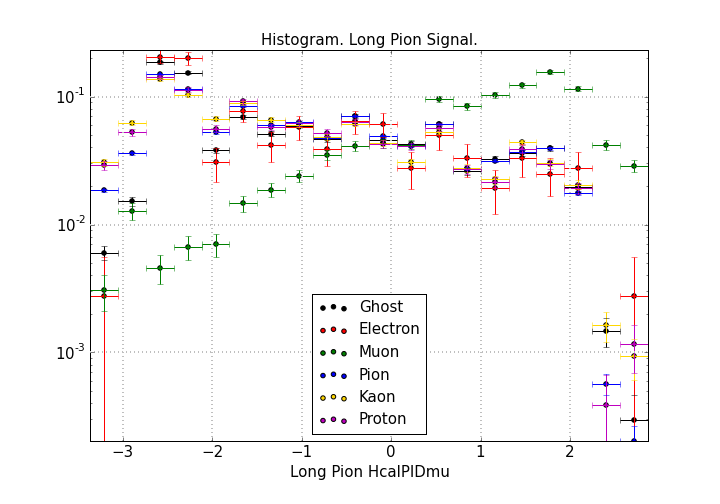 Histogram. Long Pion Signal.
10⁻¹
10⁻²
10⁻³
Ghost
Electron
Muon
Pion
Kaon
Proton
−3 −2 −1 0 1 2
Long Pion HcalPIDmu